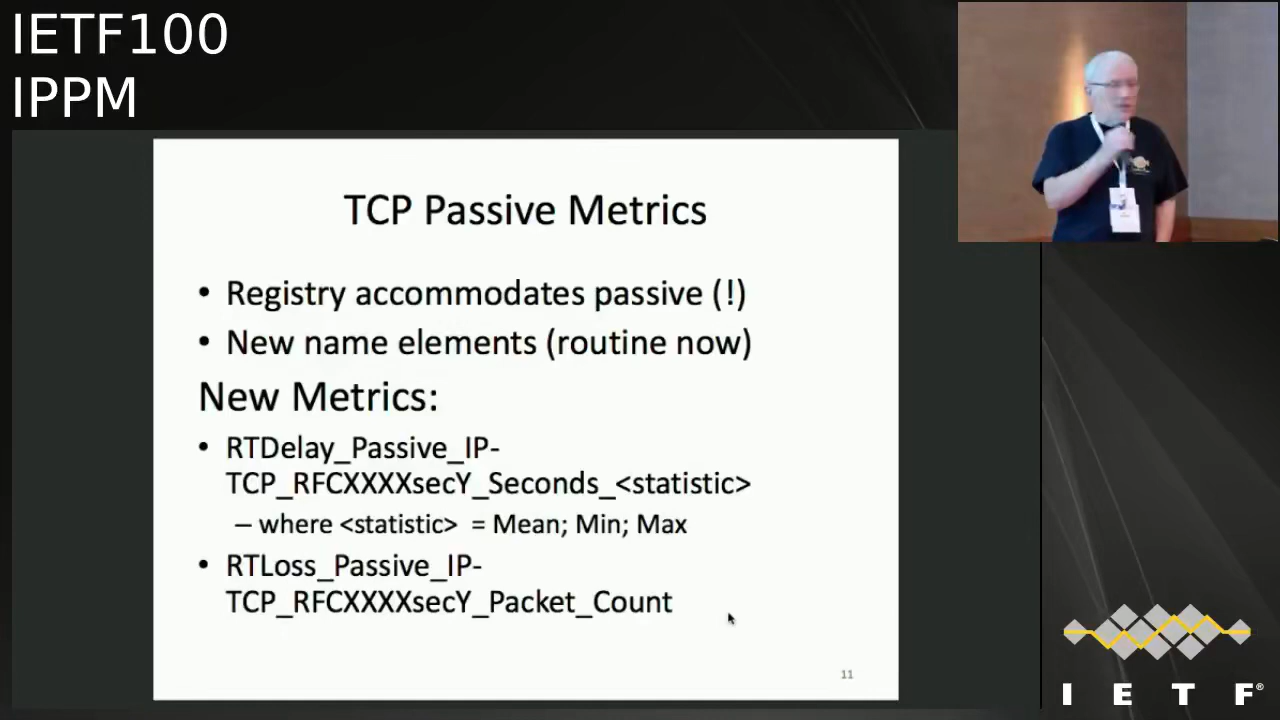 IETF100
IPPM
TCP Passive Metrics
• Registry accommodates passive (!)
• New name elements (routine now)
New Metrics:
• RTDelay_Passive_IP-
TCP_RFCXXXXsecY_Seconds_<statistic>
– where <statistic> = Mean; Min; Max
• RTLoss_Passive_IP-
TCP_RFCXXXXsecY_Packet_Count
11
I E T F®